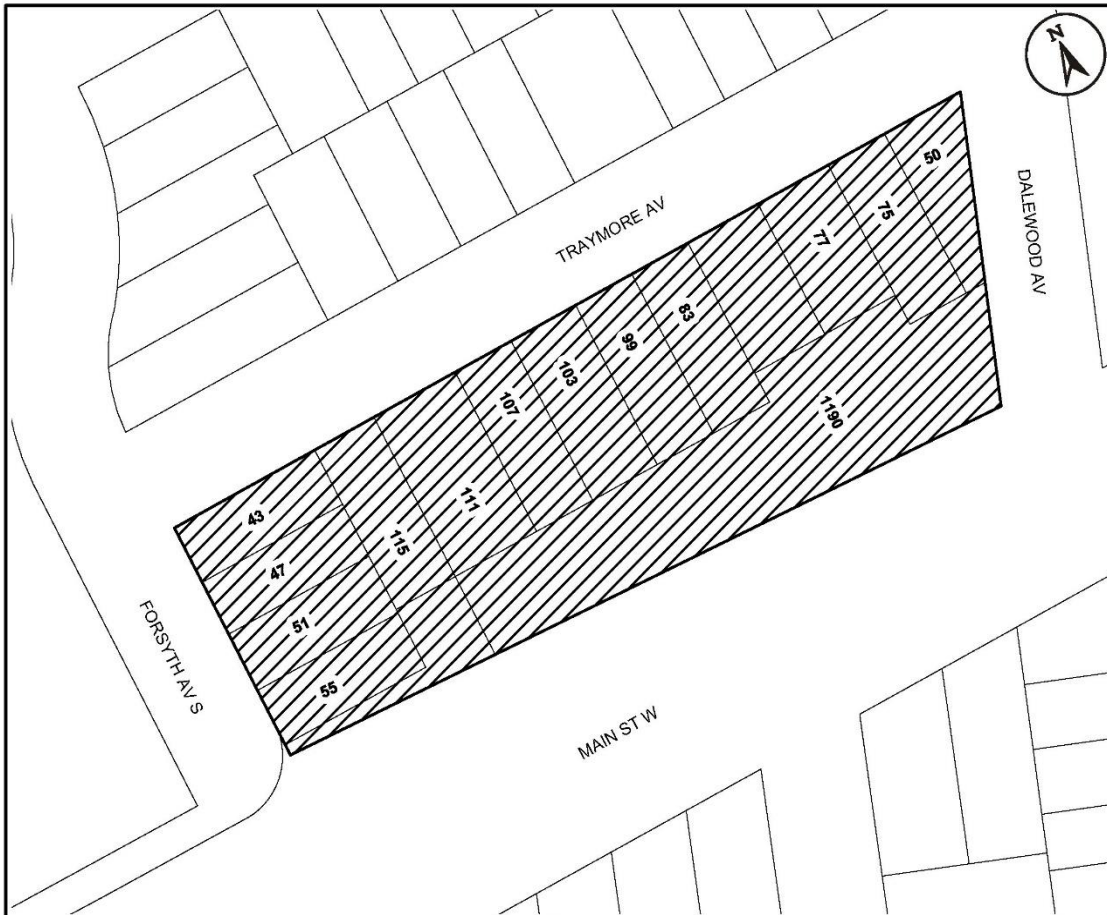 N
TRAYMORE AV
DALEWOOD AV
50
75
77
83
99
103
107
1190
111
115
43
47
51
55
FORSYTH AV S
MAIN ST W